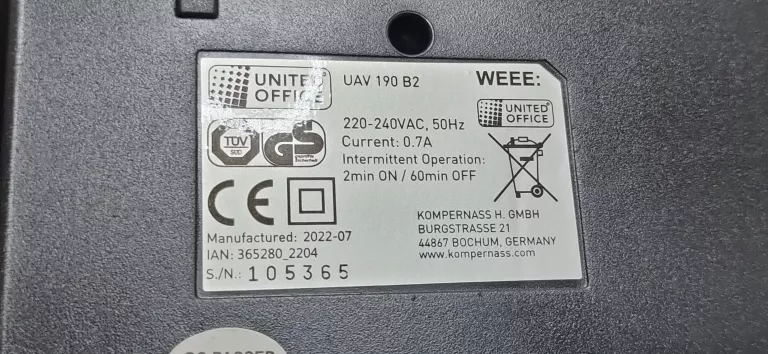 UNITED OFFICE
UAV 190 B2
WEEE:
UNITED OFFICE
TÜV
SÜD
GS
geprüfte
Sicherheit
220-240VAC, 50Hz
Current: 0.7A
Intermittent Operation:
2min ON / 60min OFF
CE
KOMPERNASS H. GMBH
BURGSTRASSE 21
44867 BOCHUM, GERMANY
www.kompernass.com
Manufactured: 2022-07
IAN: 365280_2204
S./N.: 105365